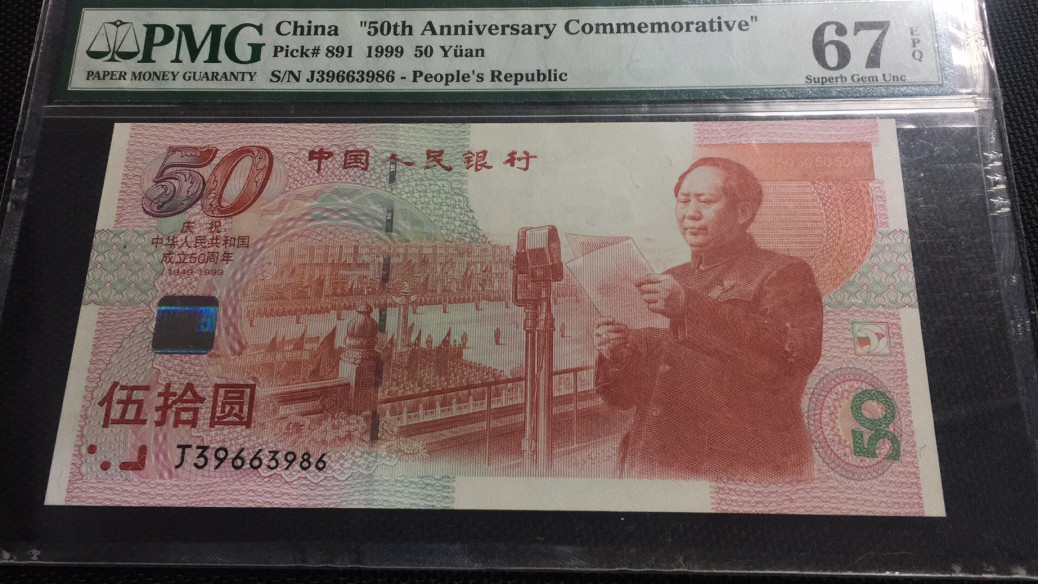 PMG
PAPER MONEY GUARANTY
China "50th Anniversary Commemorative"
Pick# 891 1999 50 Yüan
S/N J39663986 - People's Republic
67
EPQ
Superb Gem Unc
50
中国人民银行
庆祝
中华人民共和国
成立50周年
1949-1999
伍拾圆
J39663986
50